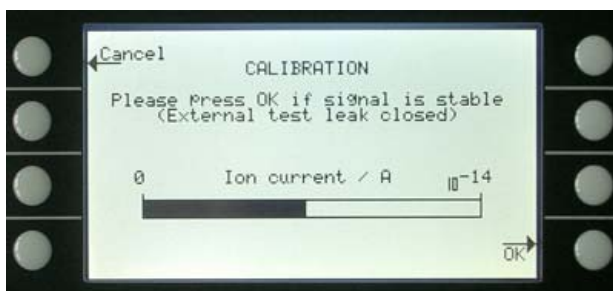 Cancel
CALIBRATION
Please press OK if signal is stable
(External test leak closed)
0 Ion current / A 10⁻¹⁴
OK